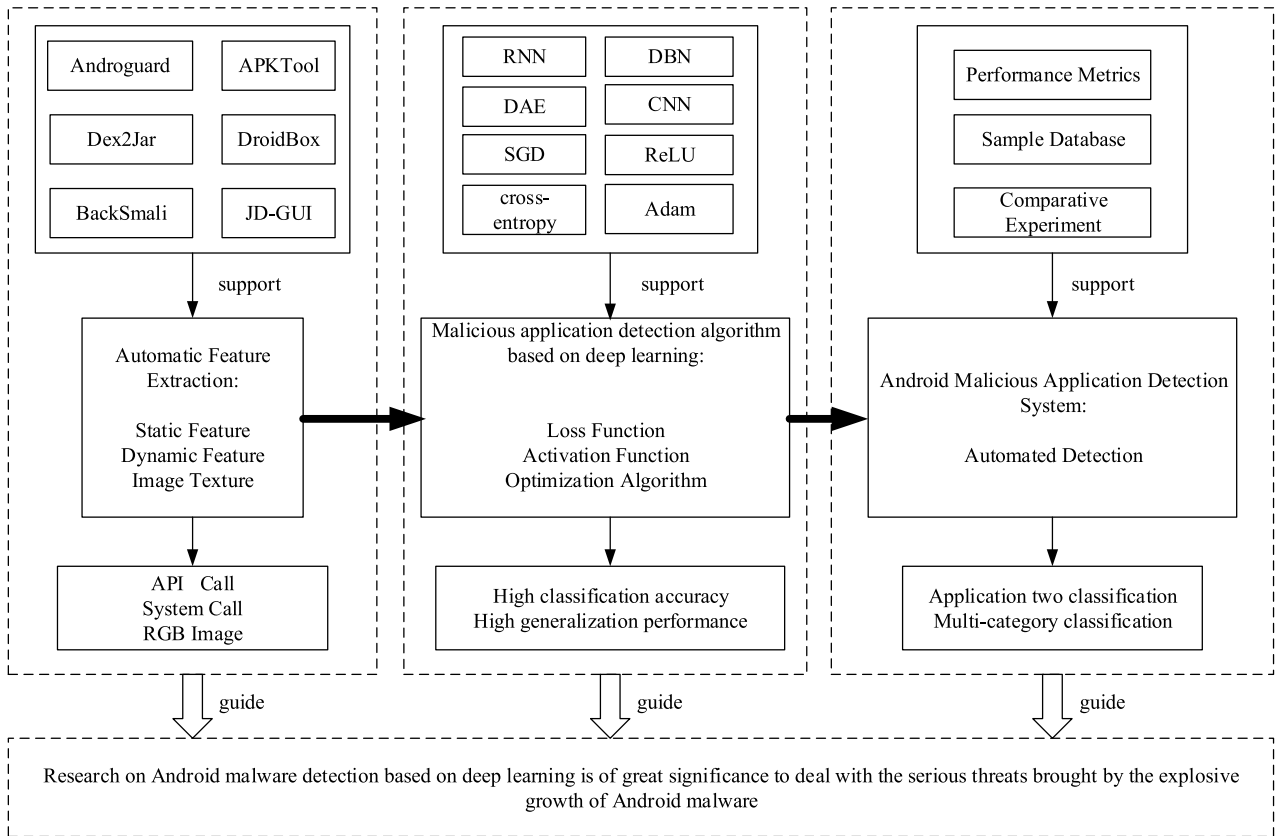 Androguard
APKTool
Dex2Jar
DroidBox
BackSmali
JD-GUI
support
Automatic Feature
Extraction:
Static Feature
Dynamic Feature
Image Texture
API Call
System Call
RGB Image
guide
RNN
DBN
DAE
CNN
SGD
ReLU
cross-
entropy
Adam
support
Malicious application detection algorithm
based on deep learning:
Loss Function
Activation Function
Optimization Algorithm
High classification accuracy
High generalization performance
guide
Performance Metrics
Sample Database
Comparative
Experiment
support
Android Malicious Application Detection
System:
Automated Detection
Application two classification
Multi-category classification
guide
Research on Android malware detection based on deep learning is of great significance to deal with the serious threats brought by the explosive
growth of Android malware